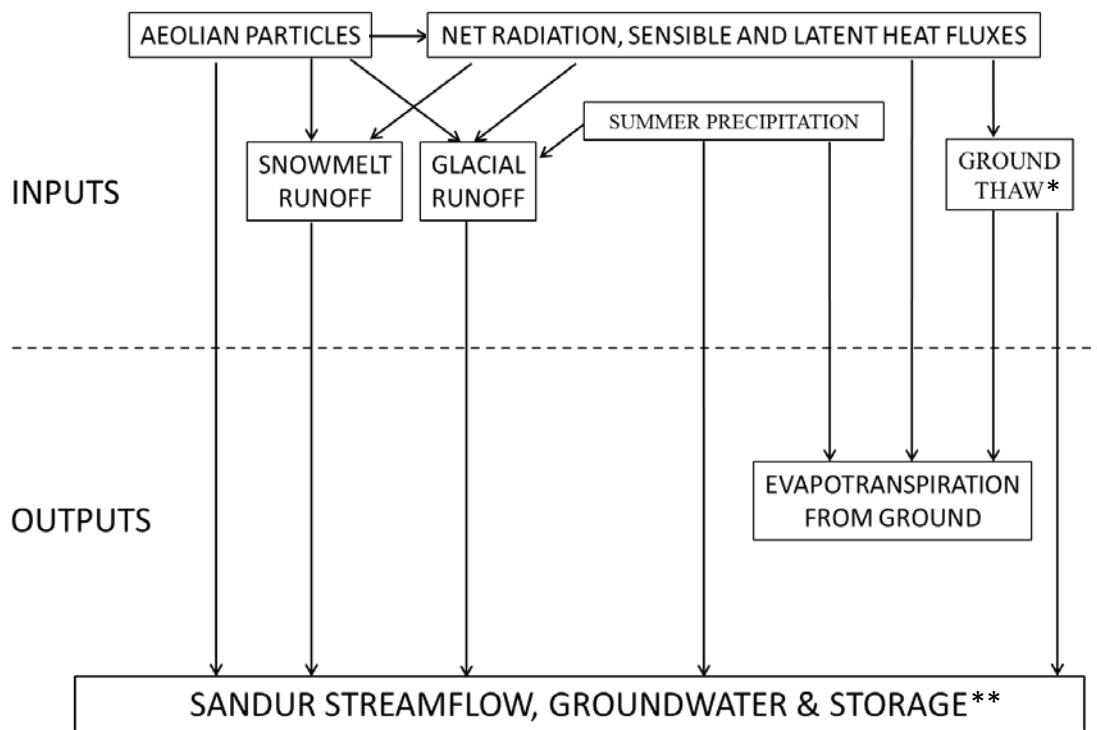 AEOLIAN PARTICLES
NET RADIATION, SENSIBLE AND LATENT HEAT FLUXES
SUMMER PRECIPITATION
SNOWMELT
RUNOFF
GLACIAL
RUNOFF
GROUND
THAW*
INPUTS
EVAPOTRANSPIRATION
FROM GROUND
OUTPUTS
SANDUR STREAMFLOW, GROUNDWATER & STORAGE**